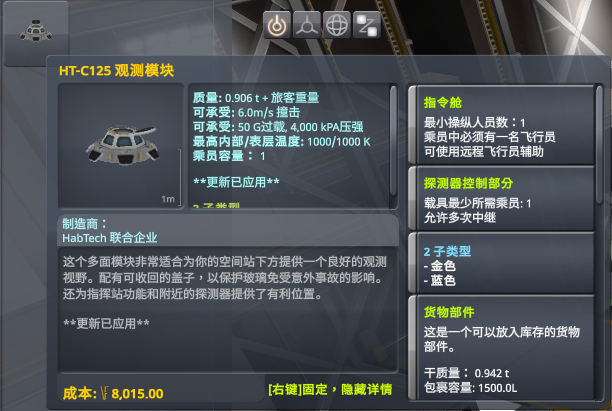 HT-C125 观测模块
质量: 0.906 t + 旅客重量
可承受: 6.0m/s 撞击
可承受: 50 G过载, 4,000 kPA压强
最高内部/表层温度: 1000/1000 K
乘员容量： 1
**更新已应用**
2 子类型
1m
制造商：
HabTech 联合企业
这个多面模块非常适合为你的空间站下方提供一个良好的观测
视野。配有可收回的盖子，以保护玻璃免受意外事故的影响。
还为指挥站功能和附近的探测器提供了有利位置。
**更新已应用**
成本: 8,015.00
[右键]固定，隐藏详情
指令舱
最小操纵人员数：1
乘员中必须有一名飞行员
可使用远程飞行员辅助
探测器控制部分
载具最少所需乘员: 1
允许多次中继
2 子类型
- 金色
- 蓝色
货物部件
这是一个可以放入库存的货物
部件。
干质量： 0.942 t
包裹容量: 1500.0L